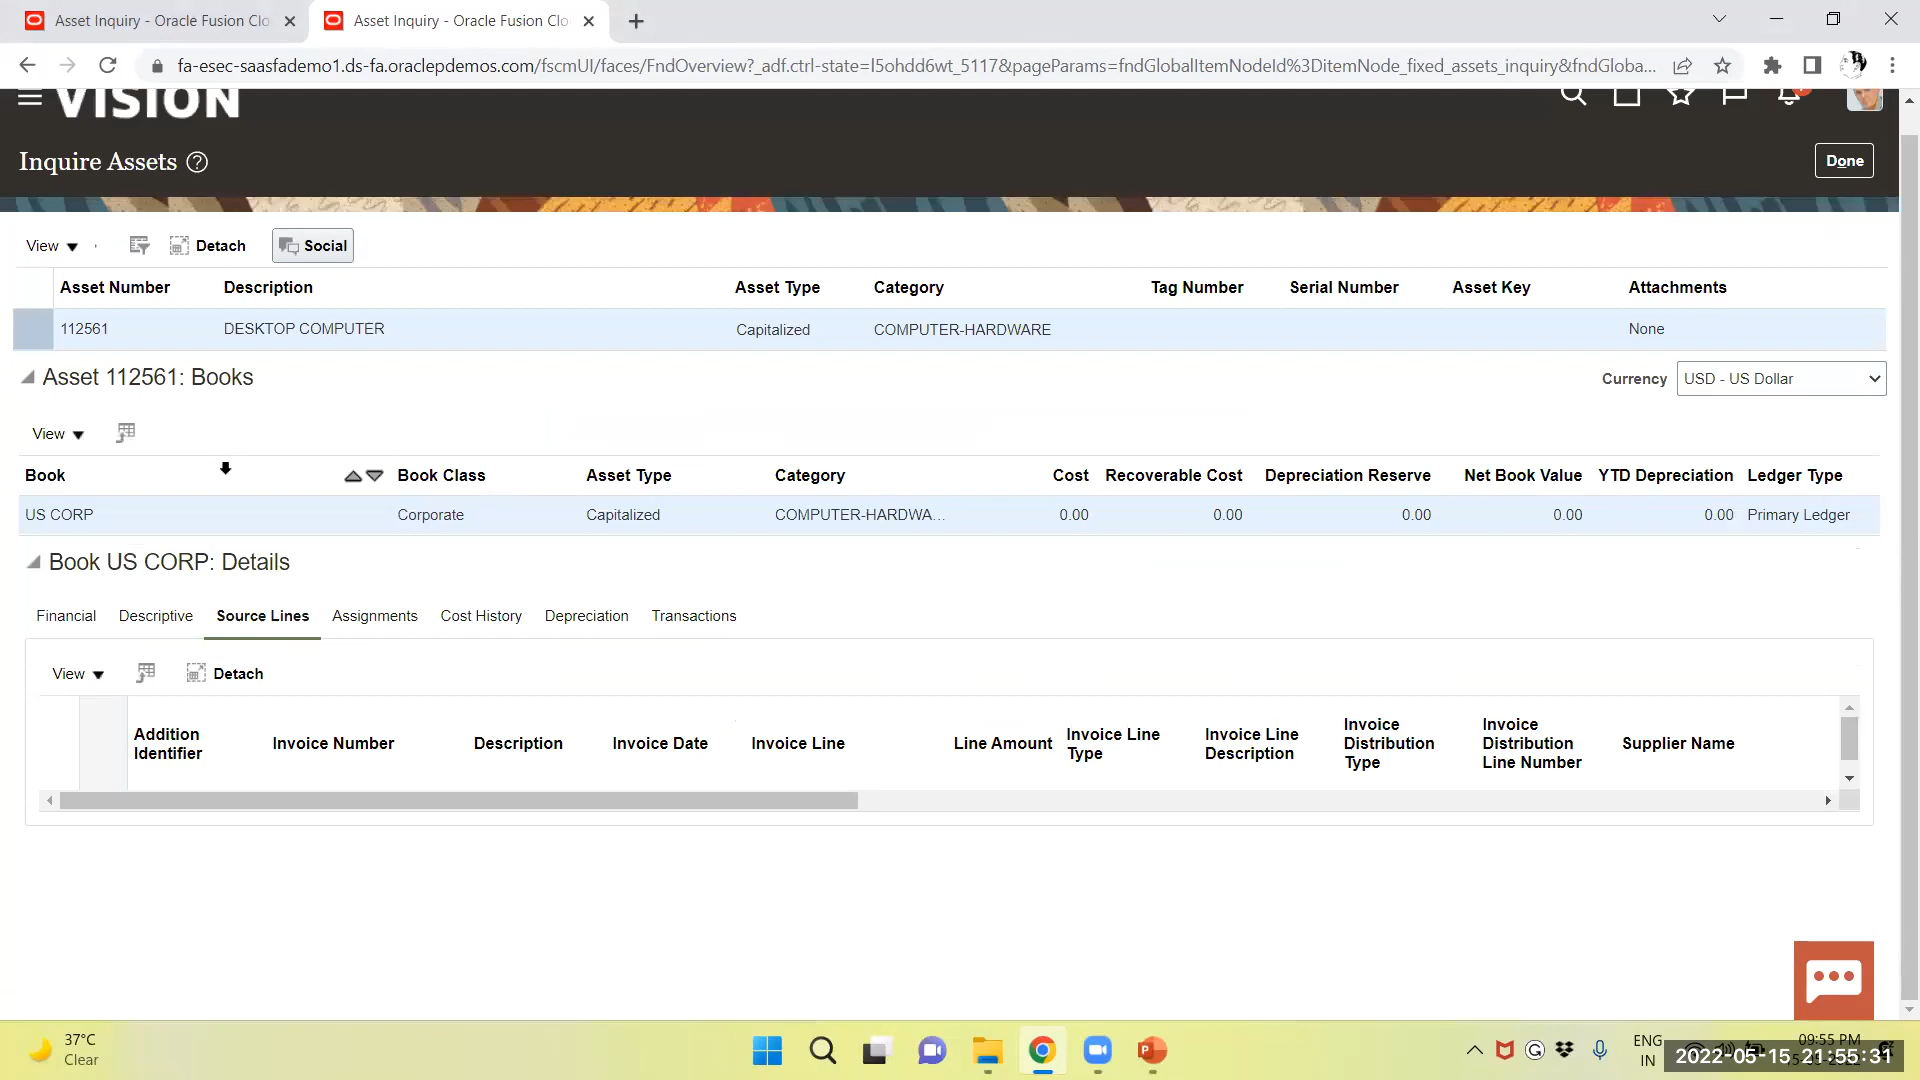 Asset Inquiry - Oracle Fusion Clo
Asset Inquiry - Oracle Fusion Clo
fa-esec-saasfademo1.ds-fa.oraclepdemos.com/fscmUI/faces/FndOverview?_adf.ctrl-state=l5ohdd6wt_5117&pageParams=fndGlobalItemNodeId%3DitemNode_fixed_assets_inquiry&fndGloba...
VISION
Inquire Assets ?
Done
View Detach Social
Asset Number Description Asset Type Category Tag Number Serial Number Asset Key Attachments
112561 DESKTOP COMPUTER Capitalized COMPUTER-HARDWARE None
Asset 112561: Books
Currency USD - US Dollar
View
Book Book Class Asset Type Category Cost Recoverable Cost Depreciation Reserve Net Book Value YTD Depreciation Ledger Type
US CORP Corporate Capitalized COMPUTER-HARDWA... 0.00 0.00 0.00 0.00 0.00 Primary Ledger
Book US CORP: Details
Financial Descriptive Source Lines Assignments Cost History Depreciation Transactions
View Detach
Addition Identifier Invoice Number Description Invoice Date Invoice Line Line Amount Invoice Line Type Invoice Line Description Invoice Distribution Type Invoice Distribution Line Number Supplier Name
37°C
Clear
ENG
IN
09:55 PM
2022-05-15 21:55:31